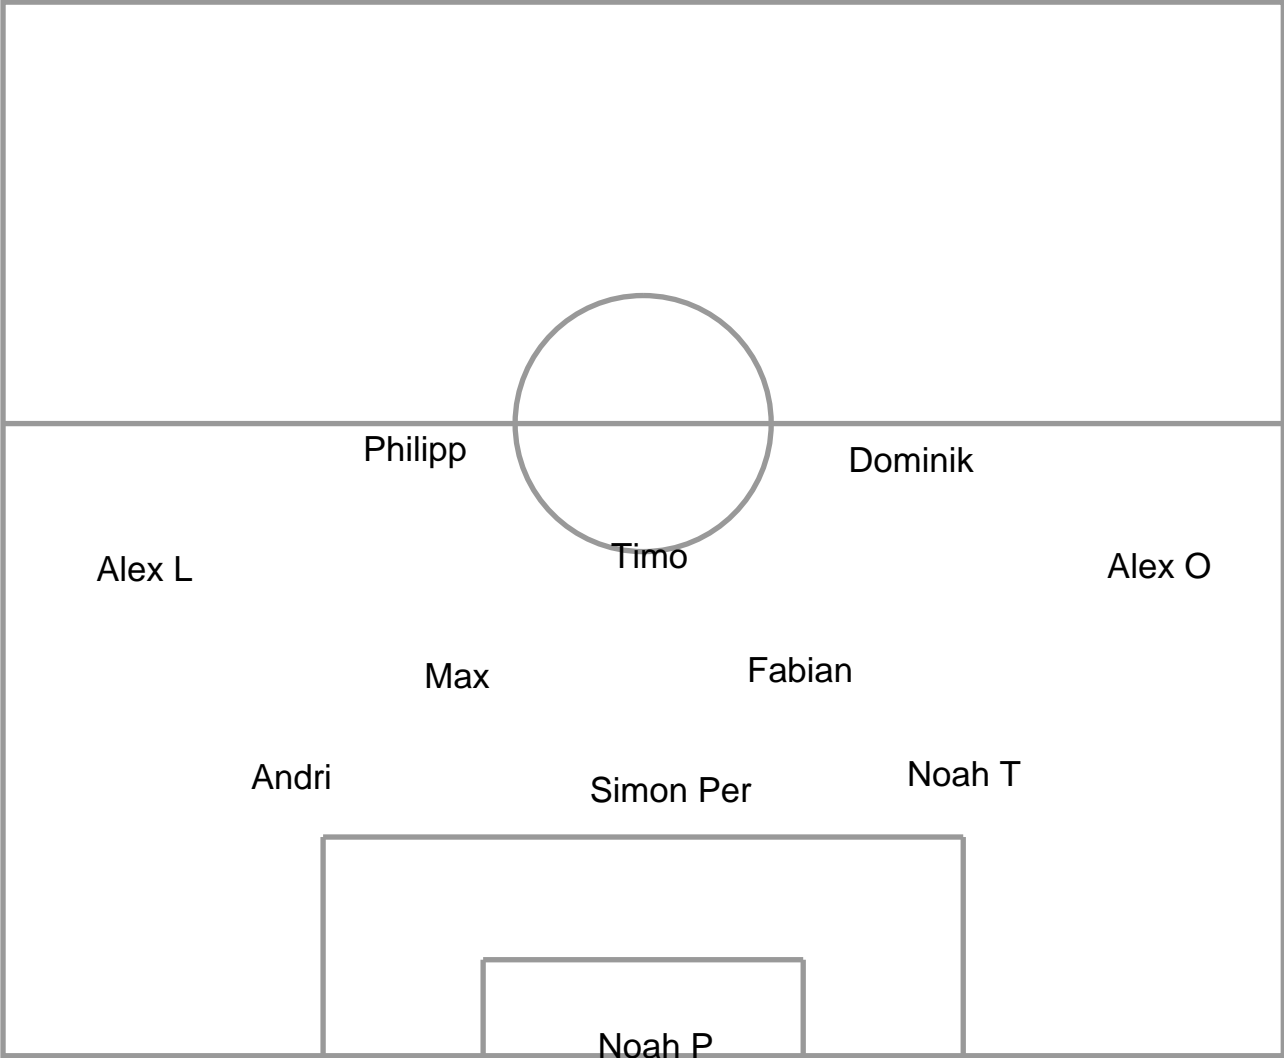 Philipp
Dominik
Timo
Alex L
Alex O
Max
Fabian
Andri
Simon Per
Noah T
Noah P